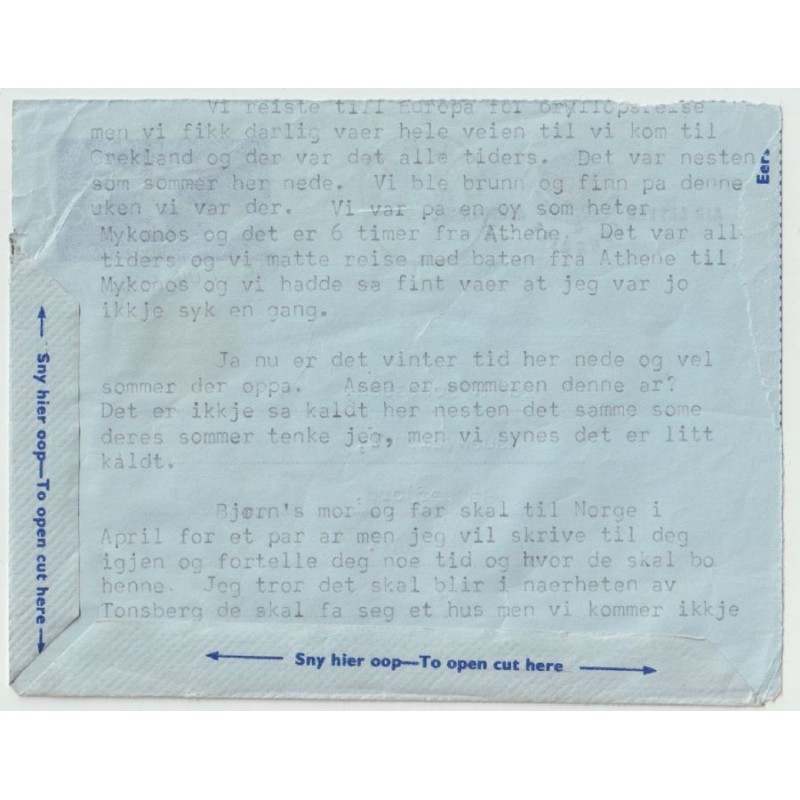 Vi reiste till Europa for bryllopsreise
men vi fikk darlig vaer hele veien til vi kom til
Grekland og der var det alle tiders. Det var nesten
som sommer her nede. Vi ble brunn og finn pa denne
uken vi var der. Vi var pa en oy som heter
Mykonos og det er 6 timer fra Athene. Det var all
tiders og vi matte reise med baten fra Athene til
Mykonos og vi hadde sa fint vaer at jeg var jo
ikkje syk en gang.
Ja nu er det vinter tid her nede og vel
sommer der oppa. Asen er sommeren denne ar?
Det er ikkje sa kaldt her nesten det samme some
deres sommer tenke jeg, men vi synes det er litt
kaldt.
Bjørn's mor og far skal til Norge i
April for et par ar men jeg vil skrive til deg
igjen og fortelle deg noe tid og hvor de skal bo
henne. Jeg tror det skal blir i naerheten av
Tonsberg de skal fa seg et hus men vi kommer ikkje
Sny hier oop—To open cut here
Sny hier oop—To open cut here
Eers